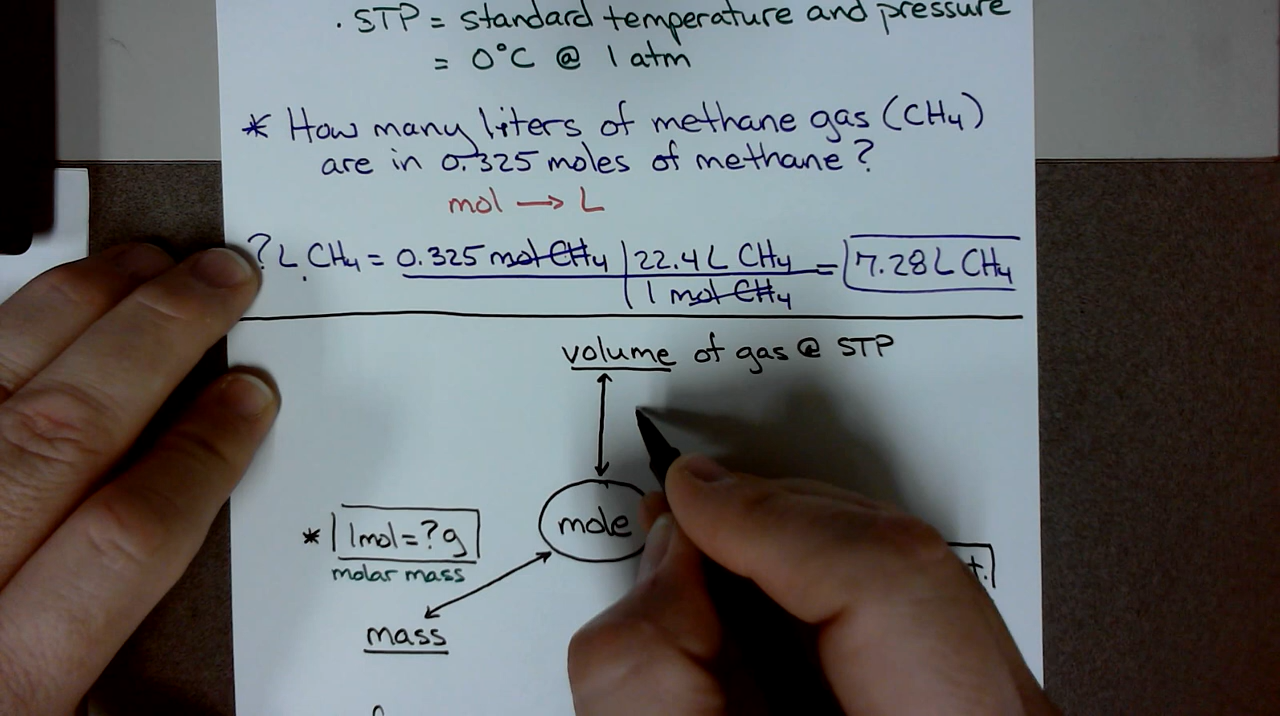 · STP = standard temperature and pressure
= 0°C @ 1 atm
* How many liters of methane gas (CH₄)
are in 0.325 moles of methane?
mol → L
? L CH₄ = 0.325 mol CH₄ | 22.4 L CH₄ = 7.28 L CH₄
1 mol CH₄
volume of gas @ STP
mole
* 1mol = ? g
molar mass
t.
mass